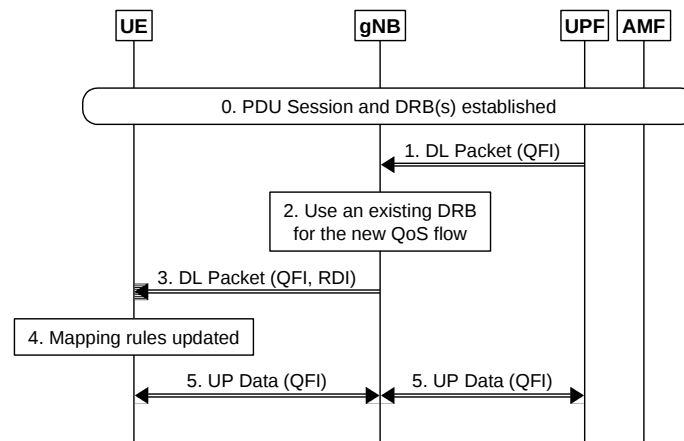 UE
gNB
UPF
AMF
0. PDU Session and DRB(s) established
1. DL Packet (QFI)
2. Use an existing DRB
for the new QoS flow
3. DL Packet (QFI, RDI)
4. Mapping rules updated
5. UP Data (QFI)
5. UP Data (QFI)